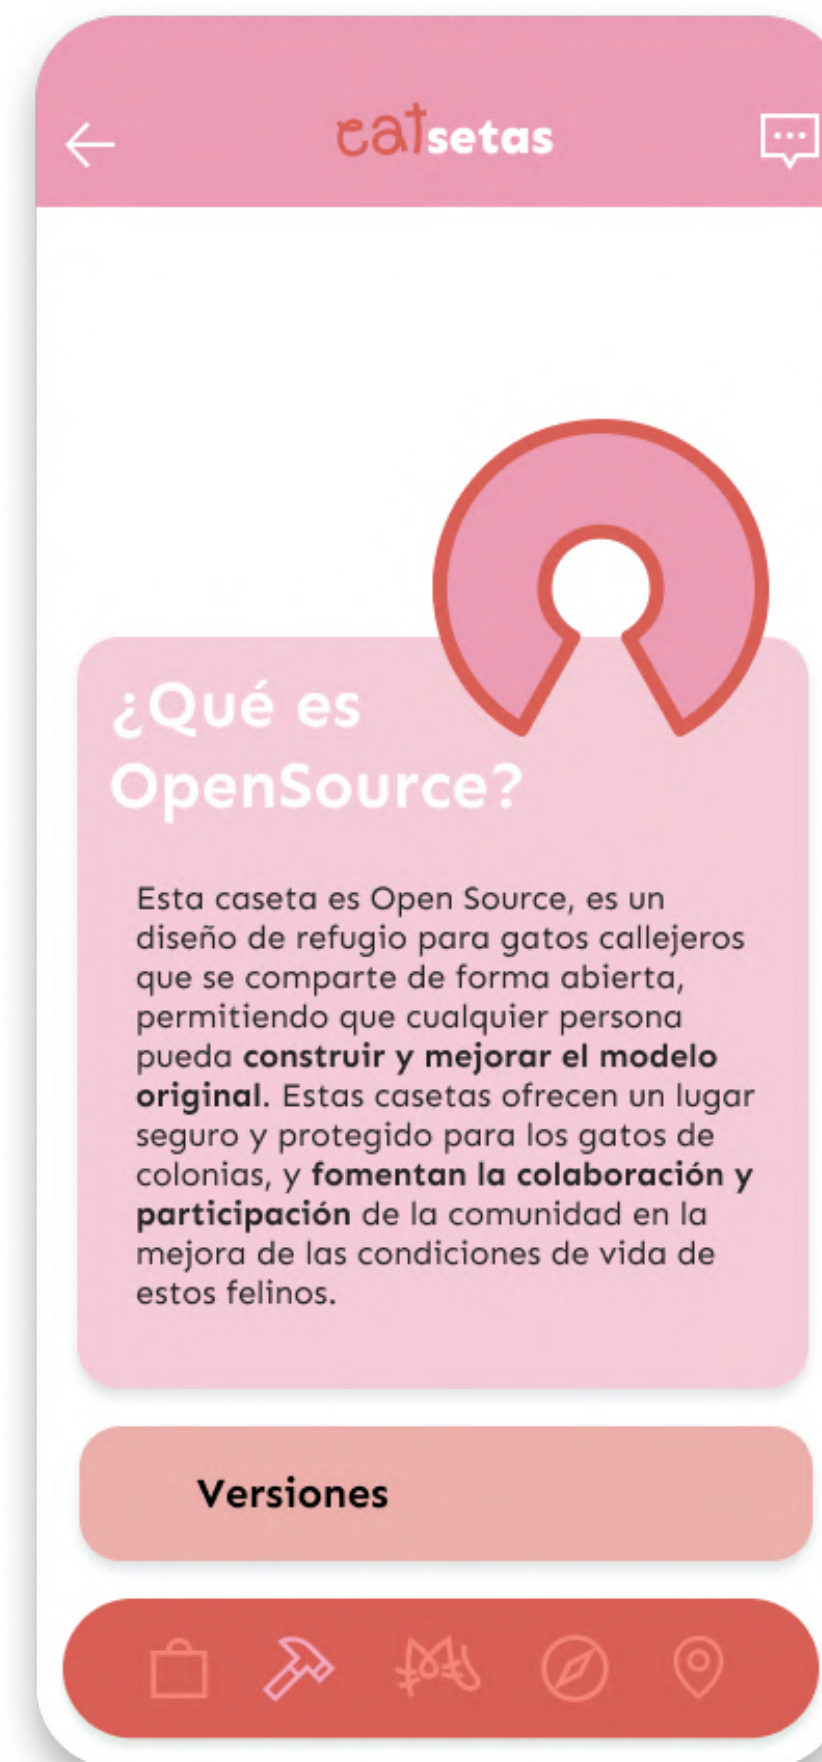 catsetas
¿Qué es
OpenSource?
Esta caseta es Open Source, es un
diseño de refugio para gatos callejeros
que se comparte de forma abierta,
permitiendo que cualquier persona
pueda construir y mejorar el modelo
original. Estas casetas ofrecen un lugar
seguro y protegido para los gatos de
colonias, y fomentan la colaboración y
participación de la comunidad en la
mejora de las condiciones de vida de
estos felinos.
Versiones